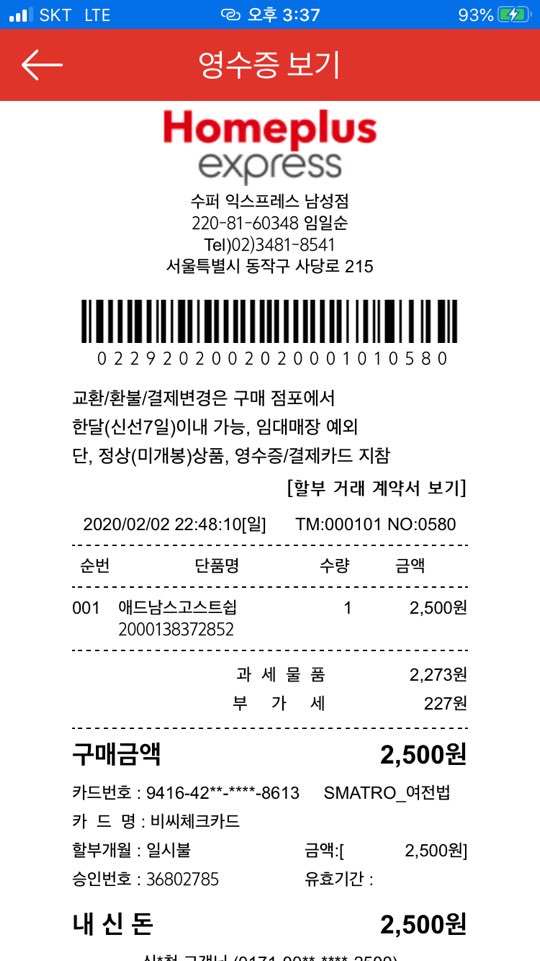 SKT LTE 오후 3:37 93%
영수증 보기
Homeplus
express
수퍼 익스프레스 남성점
220-81-60348 임일순
Tel)02)3481-8541
서울특별시 동작구 사당로 215
0229202002020001010580
교환/환불/결제변경은 구매 점포에서
한달(신선7일)이내 가능, 임대매장 예외
단, 정상(미개봉)상품, 영수증/결제카드 지참
[할부 거래 계약서 보기]
2020/02/02 22:48:10[일] TM:000101 NO:0580
순번 단품명 수량 금액
001 애드남스고스트쉽 1 2,500원
2000138372852
과 세 물 품 2,273원
부 가 세 227원
구매금액 2,500원
카드번호 : 9416-42**-****-8613 SMATRO_여전법
카 드 명 : 비씨체크카드
할부개월 : 일시불 금액:[ 2,500원]
승인번호 : 36802785 유효기간 :
내 신 돈 2,500원